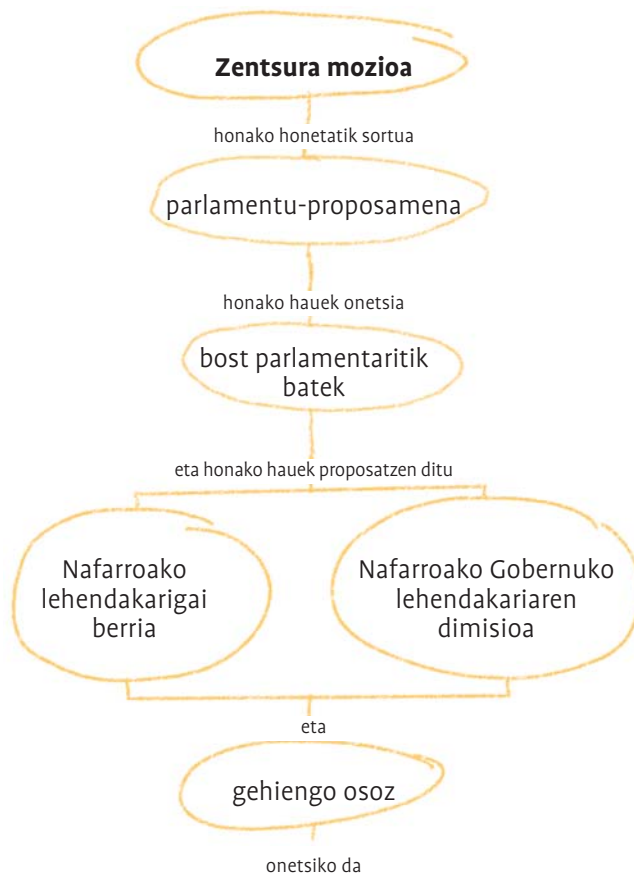 Zentsura mozioa
honako honetatik sortua
parlamentu-proposamena
honako hauek onetsia
bost parlamentaritik
batek
eta honako hauek proposatzen ditu
Nafarroako
lehendakarigai
berria
Nafarroako Gobernuko
lehendakariaren
dimisioa
eta
gehiengo osoz
onetsiko da